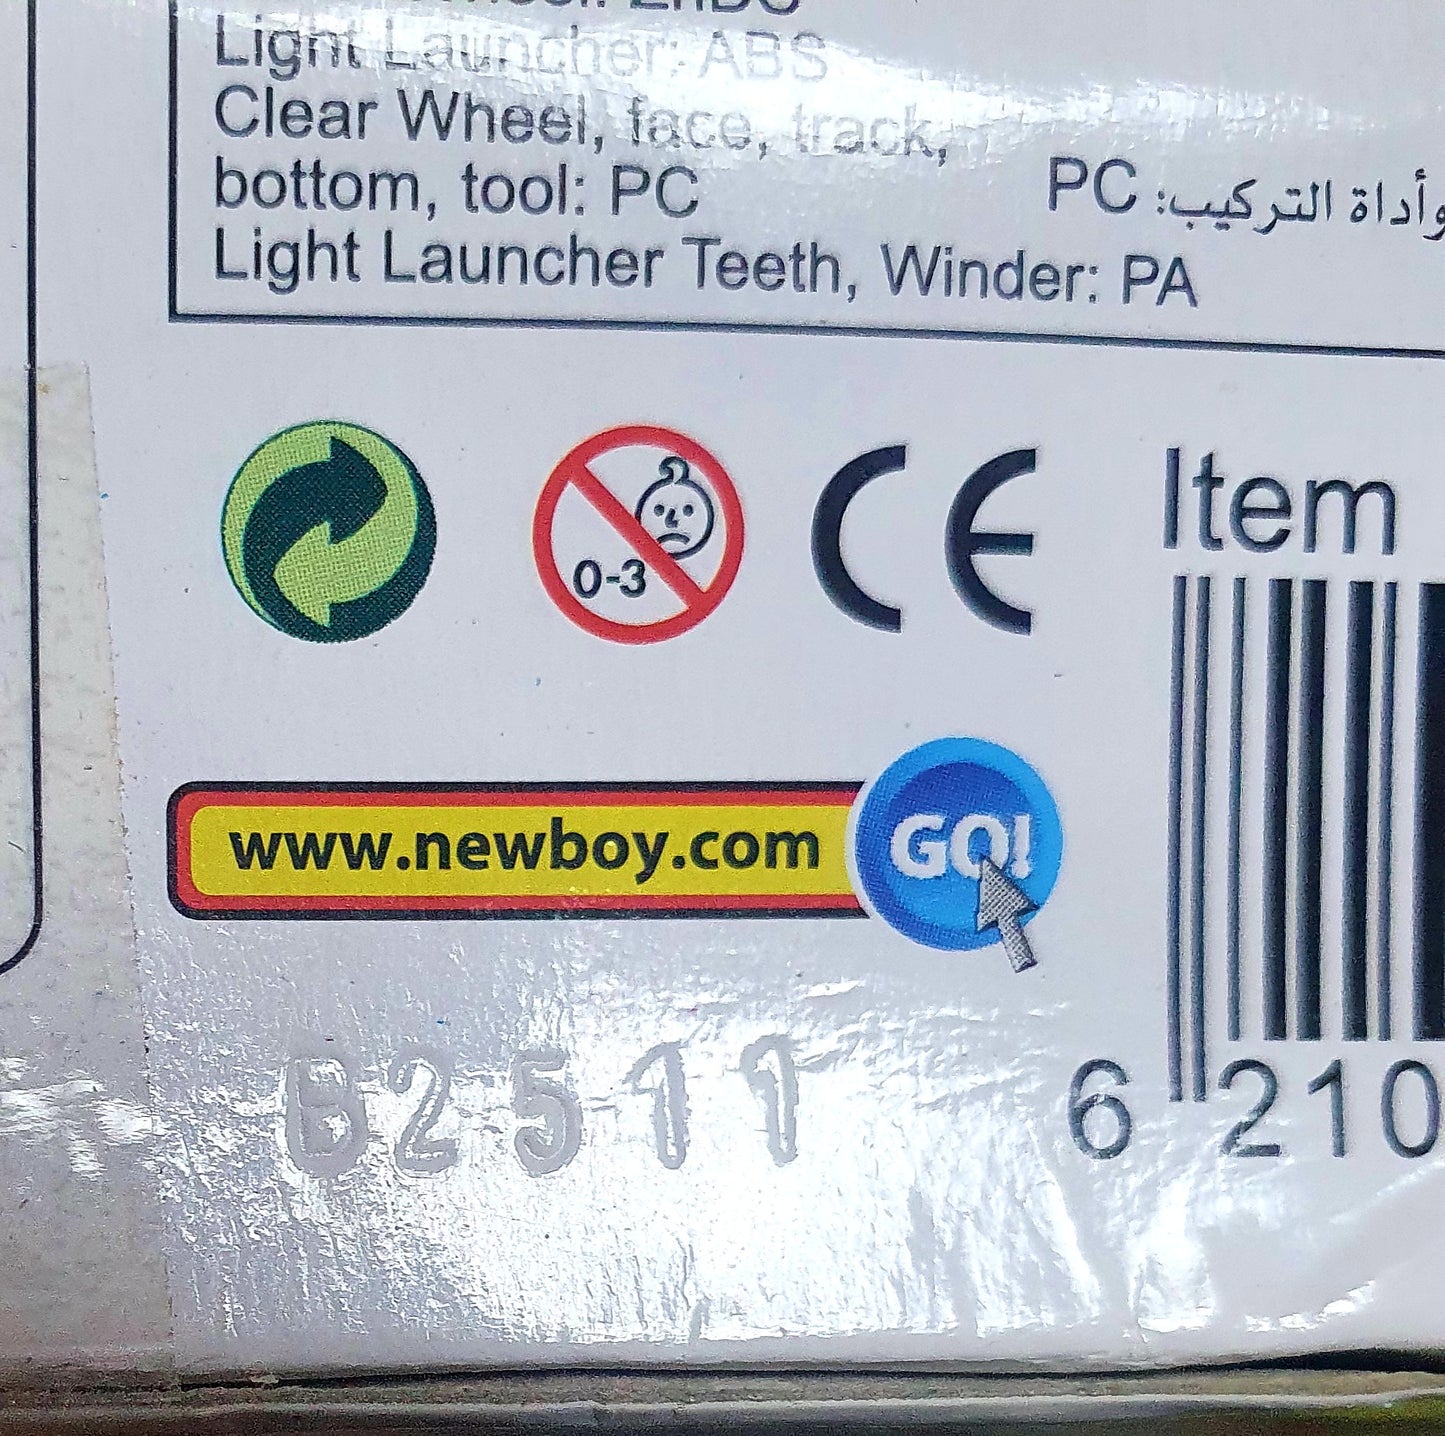 Light Launcher: ABS
Clear Wheel, face, track,
bottom, tool: PC
PC :وأداة التركيب
Light Launcher Teeth, Winder: PA
0-3
CE
Item
www.newboy.com GO!
B2511
6 210